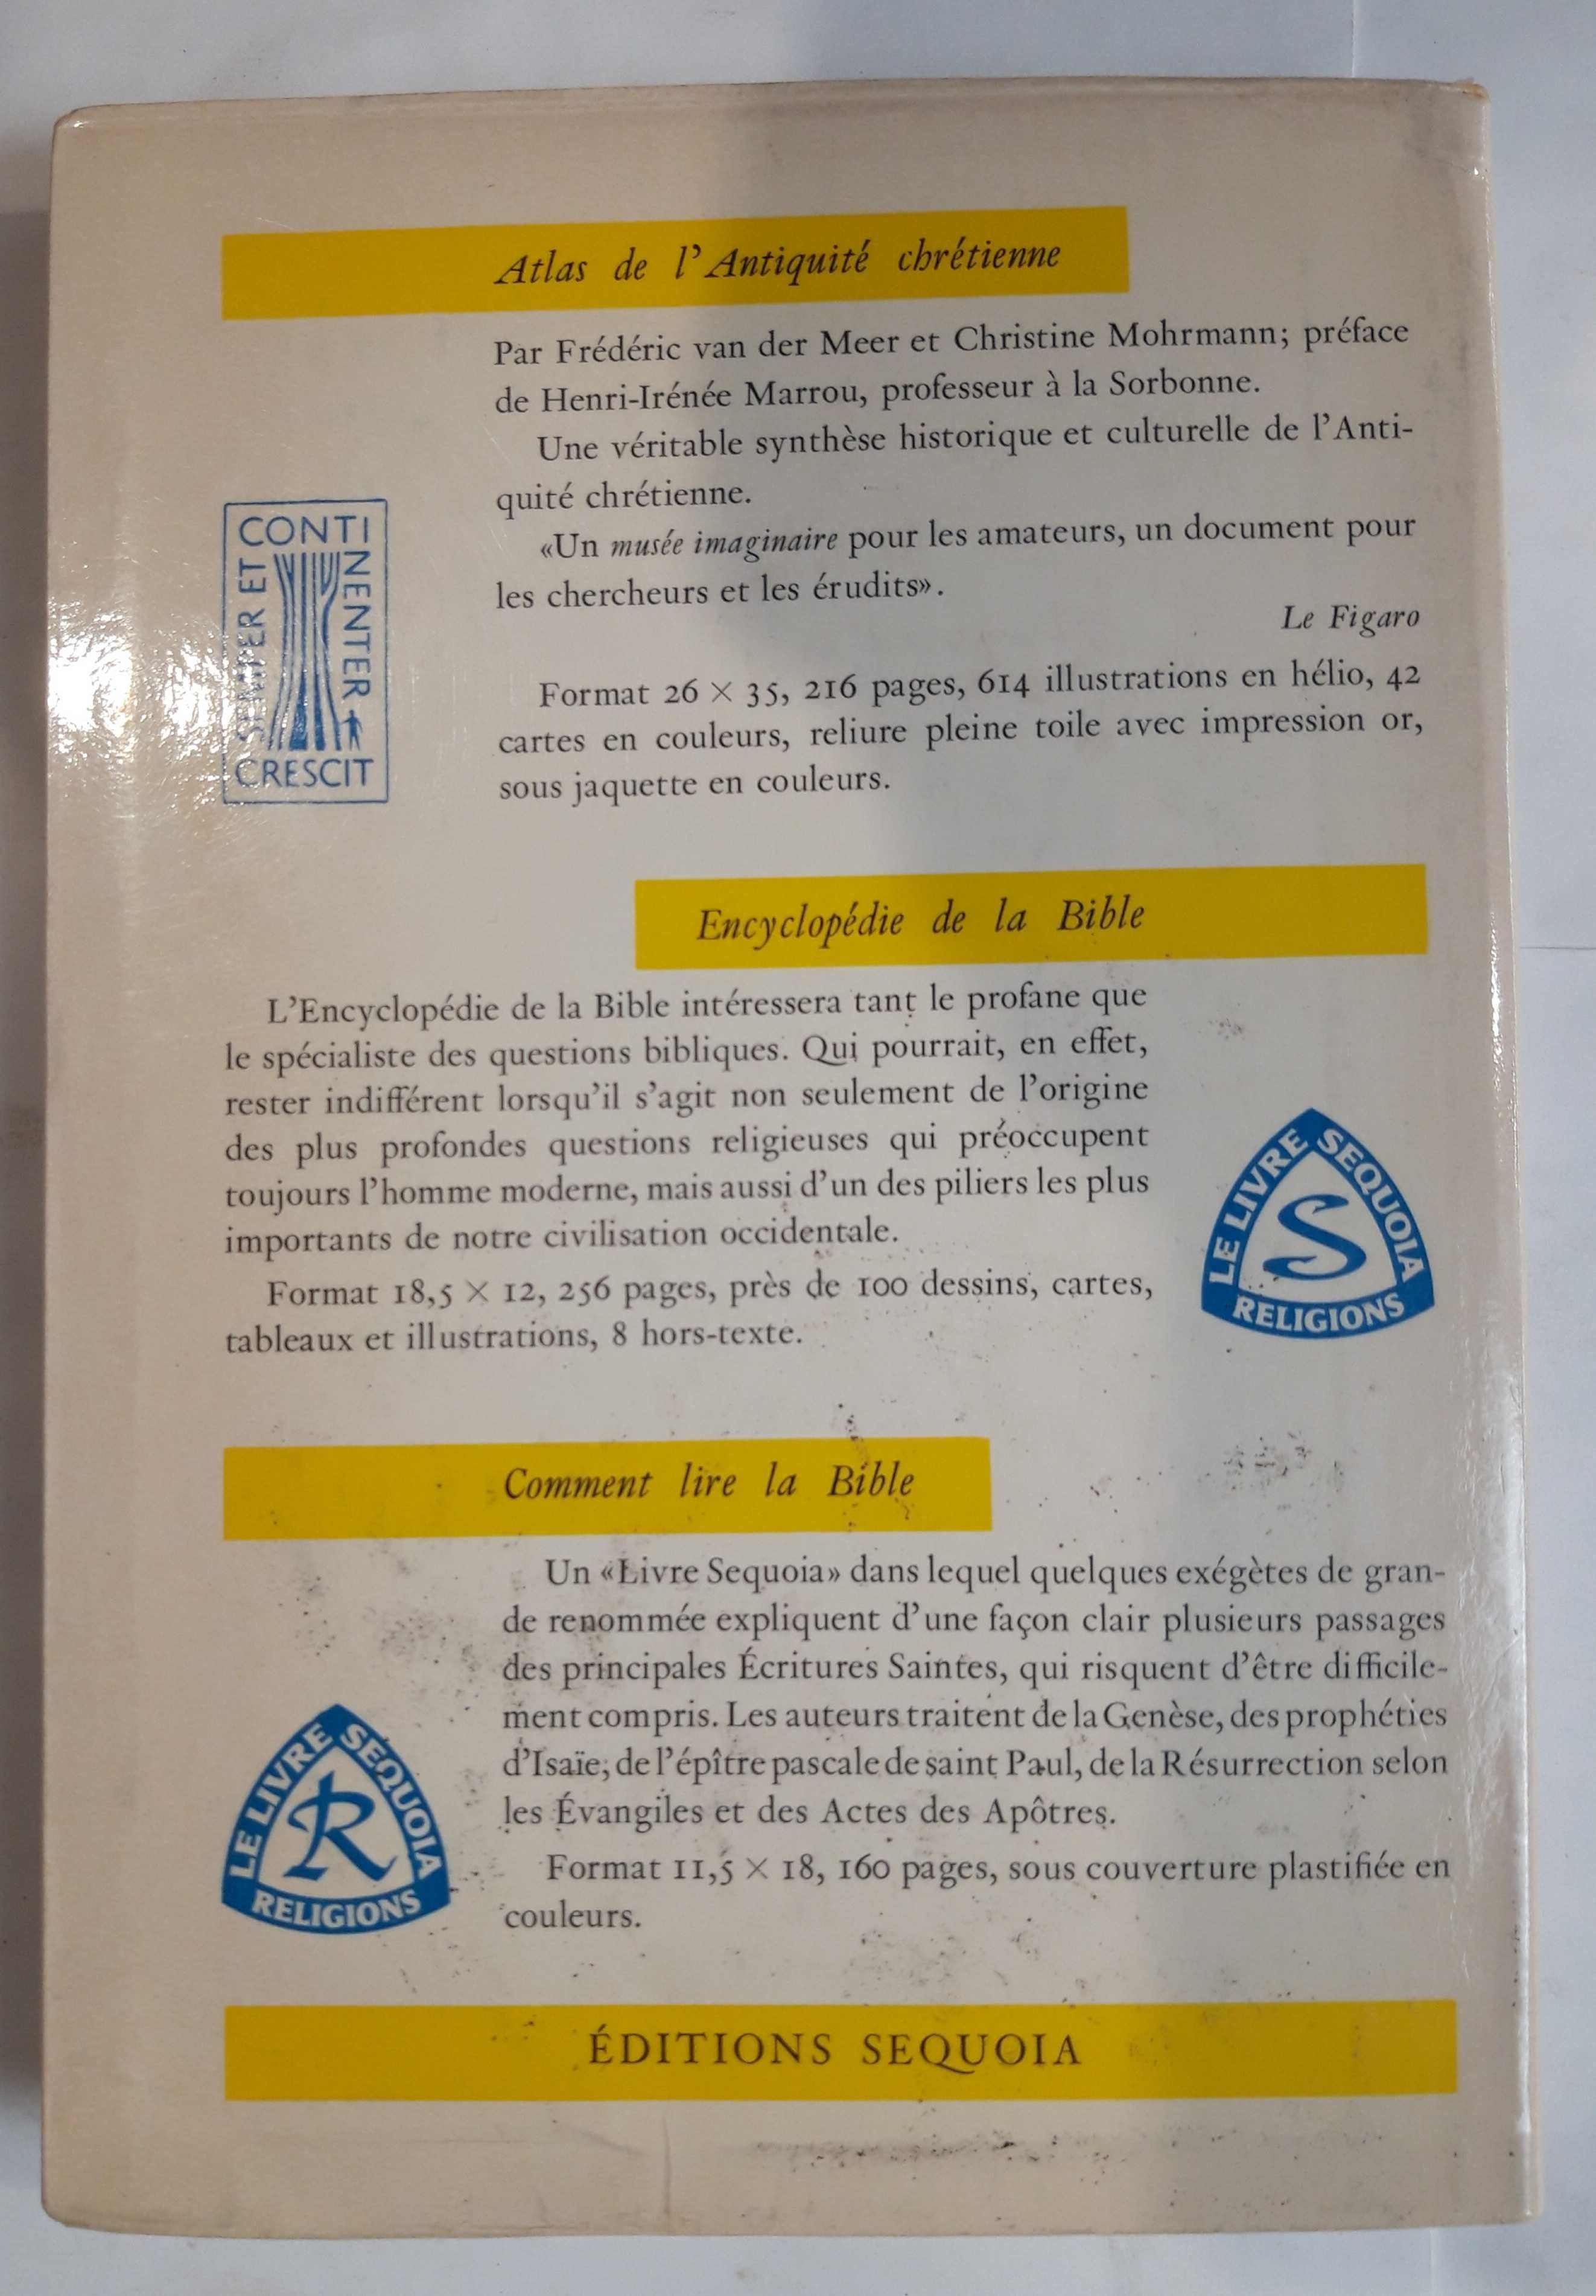 Atlas de l'Antiquité chrétienne
Par Frédéric van der Meer et Christine Mohrmann; préface
de Henri-Irénée Marrou, professeur à la Sorbonne.
Une véritable synthèse historique et culturelle de l'Anti-
quité chrétienne.
«Un musée imaginaire pour les amateurs, un document pour
les chercheurs et les érudits».
Le Figaro
Format 26 × 35, 216 pages, 614 illustrations en hélio, 42
cartes en couleurs, reliure pleine toile avec impression or,
sous jaquette en couleurs.
SEMPER ET
CONTI
NENTER
CRESCIT
Encyclopédie de la Bible
L'Encyclopédie de la Bible intéressera tant le profane que
le spécialiste des questions bibliques. Qui pourrait, en effet,
rester indifférent lorsqu'il s'agit non seulement de l'origine
des plus profondes questions religieuses qui préoccupent
toujours l'homme moderne, mais aussi d'un des piliers les plus
importants de notre civilisation occidentale.
Format 18,5 × 12, 256 pages, près de 100 dessins, cartes,
tableaux et illustrations, 8 hors-texte.
LE LIVRE SEQUOIA
S
RELIGIONS
Comment lire la Bible
Un «Livre Sequoia» dans lequel quelques exégètes de gran-
de renommée expliquent d'une façon clair plusieurs passages
des principales Écritures Saintes, qui risquent d'être difficile-
ment compris. Les auteurs traitent de la Genèse, des prophéties
d'Isaïe, de l'épître pascale de saint Paul, de la Résurrection selon
les Évangiles et des Actes des Apôtres.
Format 11,5 × 18, 160 pages, sous couverture plastifiée en
couleurs.
LE LIVRE SEQUOIA
R
RELIGIONS
ÉDITIONS SEQUOIA